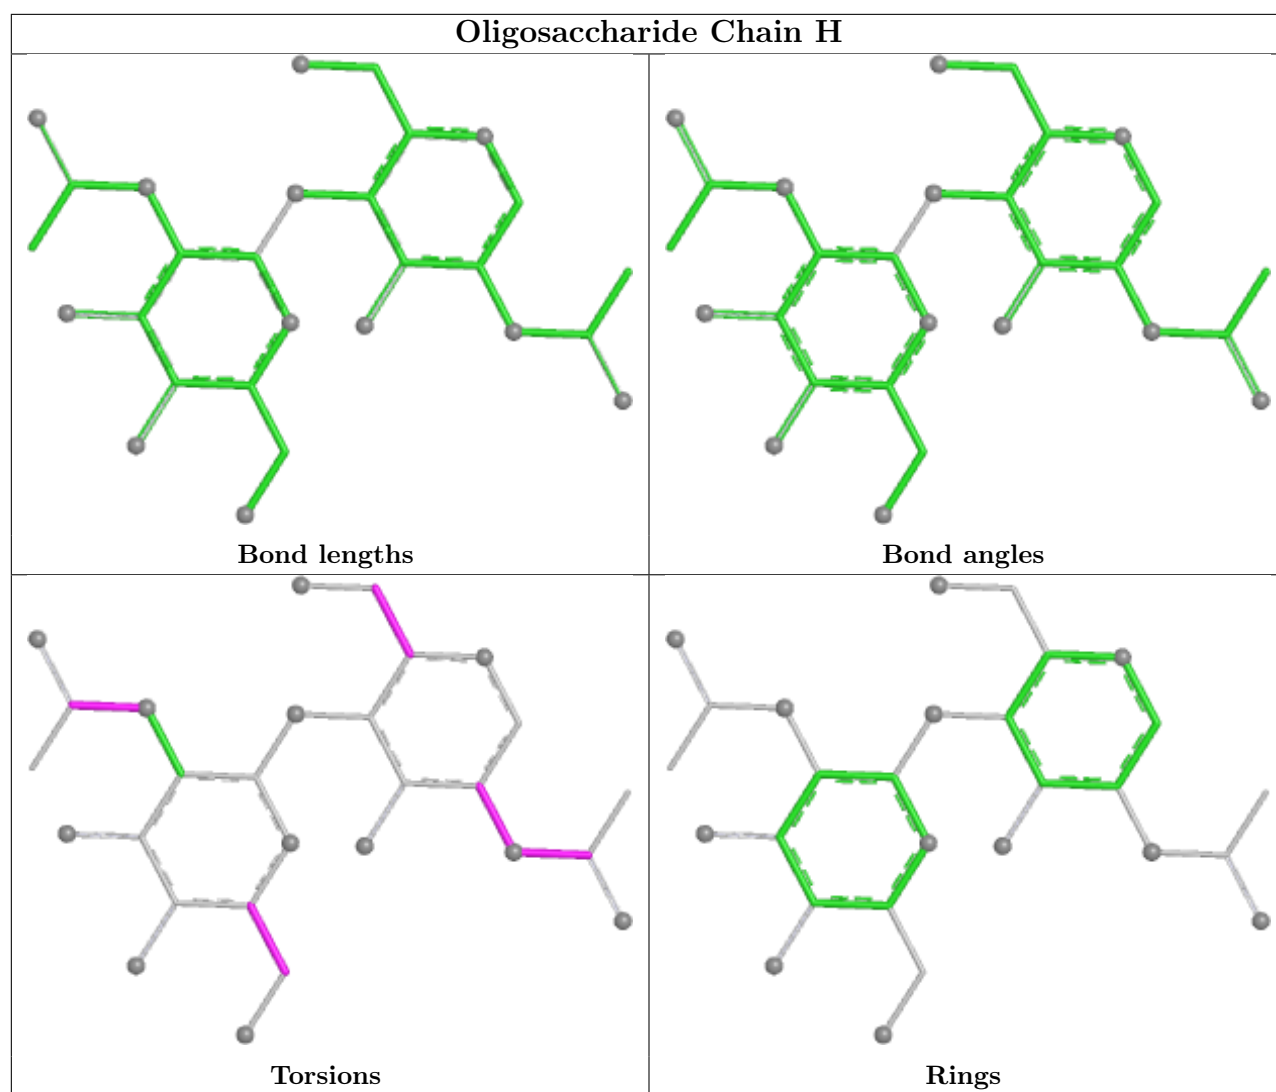 Oligosaccharide Chain H
Bond lengths
Bond angles
Torsions
Rings